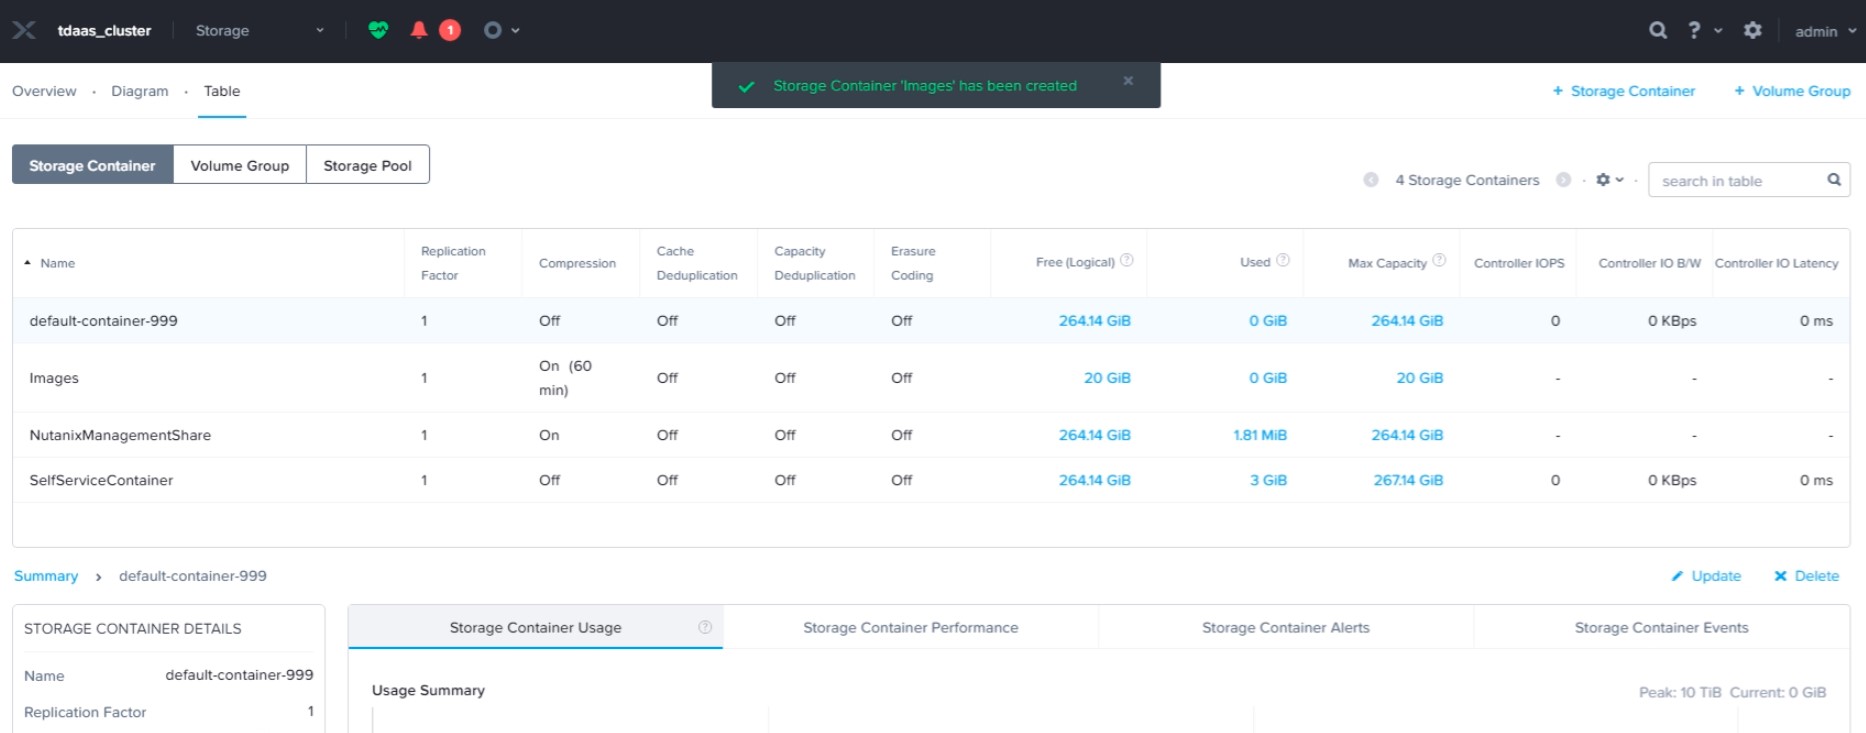 tdaas_cluster Storage 1 ? admin
Storage Container 'Images' has been created ×
Overview · Diagram · Table + Storage Container + Volume Group
Storage Container Volume Group Storage Pool
4 Storage Containers · · search in table
Name Replication Factor Compression Cache Deduplication Capacity Deduplication Erasure Coding Free (Logical) ? Used ? Max Capacity ? Controller IOPS Controller IO B/W Controller IO Latency
default-container-999 1 Off Off Off Off 264.14 GiB 0 GiB 264.14 GiB 0 0 KBps 0 ms
Images 1 On (60 min) Off Off Off 20 GiB 0 GiB 20 GiB - - -
NutanixManagementShare 1 On Off Off Off 264.14 GiB 1.81 MiB 264.14 GiB - - -
SelfServiceContainer 1 Off Off Off Off 264.14 GiB 3 GiB 267.14 GiB 0 0 KBps 0 ms
Summary > default-container-999 Update Delete
STORAGE CONTAINER DETAILS
Name default-container-999
Replication Factor 1
Storage Container Usage ? Storage Container Performance Storage Container Alerts Storage Container Events
Usage Summary Peak: 10 TiB Current: 0 GiB